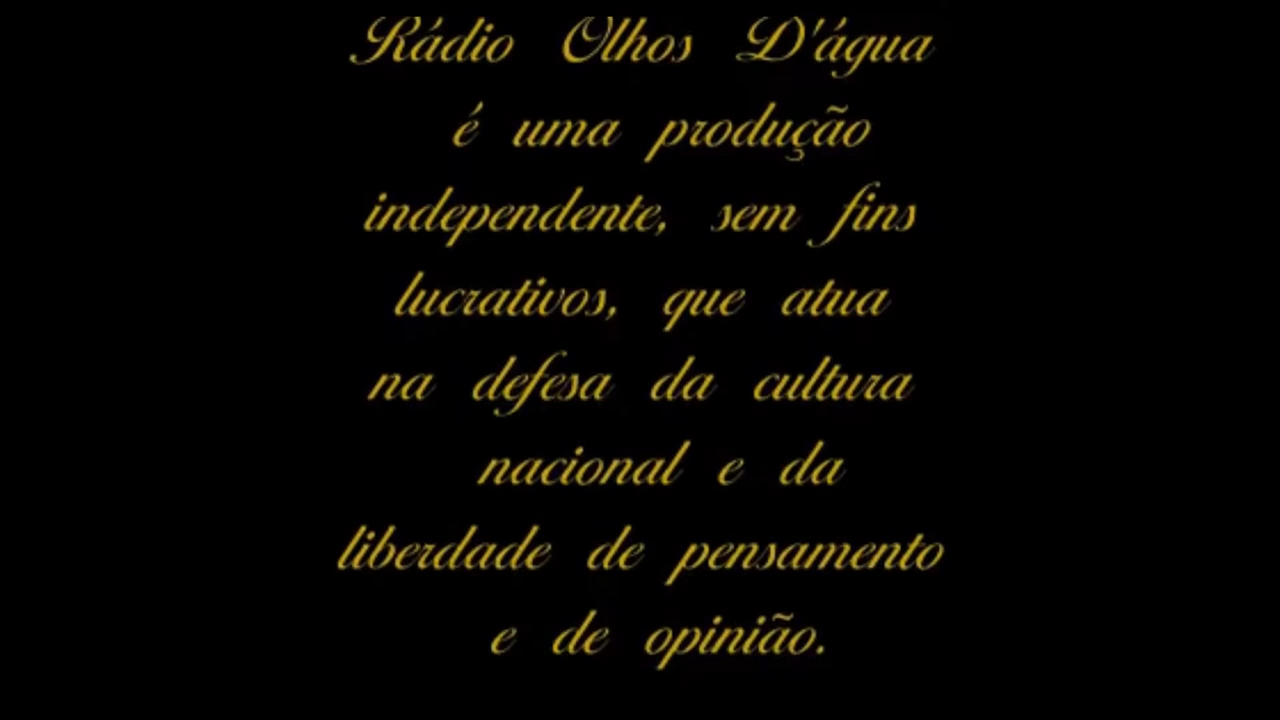 Rádio Olhos D'água
é uma produção
independente, sem fins
lucrativos, que atua
na defesa da cultura
nacional e da
liberdade de pensamento
e de opinião.